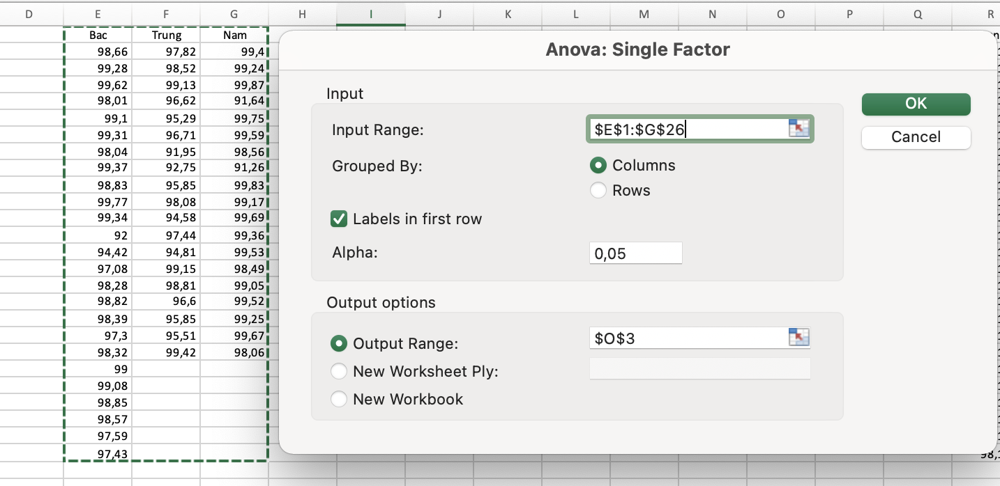 D E F G H I J K L M N O P Q R
Bac Trung Nam
98,66 97,82 99,4
99,28 98,52 99,24
99,62 99,13 99,87
98,01 96,62 91,64
99,1 95,29 99,75
99,31 96,71 99,59
98,04 91,95 98,56
99,37 92,75 91,26
98,83 95,85 99,83
99,77 98,08 99,17
99,34 94,58 99,69
92 97,44 99,36
94,42 94,81 99,53
97,08 99,15 98,49
98,28 98,81 99,05
98,82 96,6 99,52
98,39 95,85 99,25
97,3 95,51 99,67
98,32 99,42 98,06
99
99,08
98,85
98,57
97,59
97,43
Anova: Single Factor
Input
Input Range: $E$1:$G$26
Grouped By: Columns
Rows
Labels in first row
Alpha: 0,05
OK
Cancel
Output options
Output Range: $O$3
New Worksheet Ply:
New Workbook